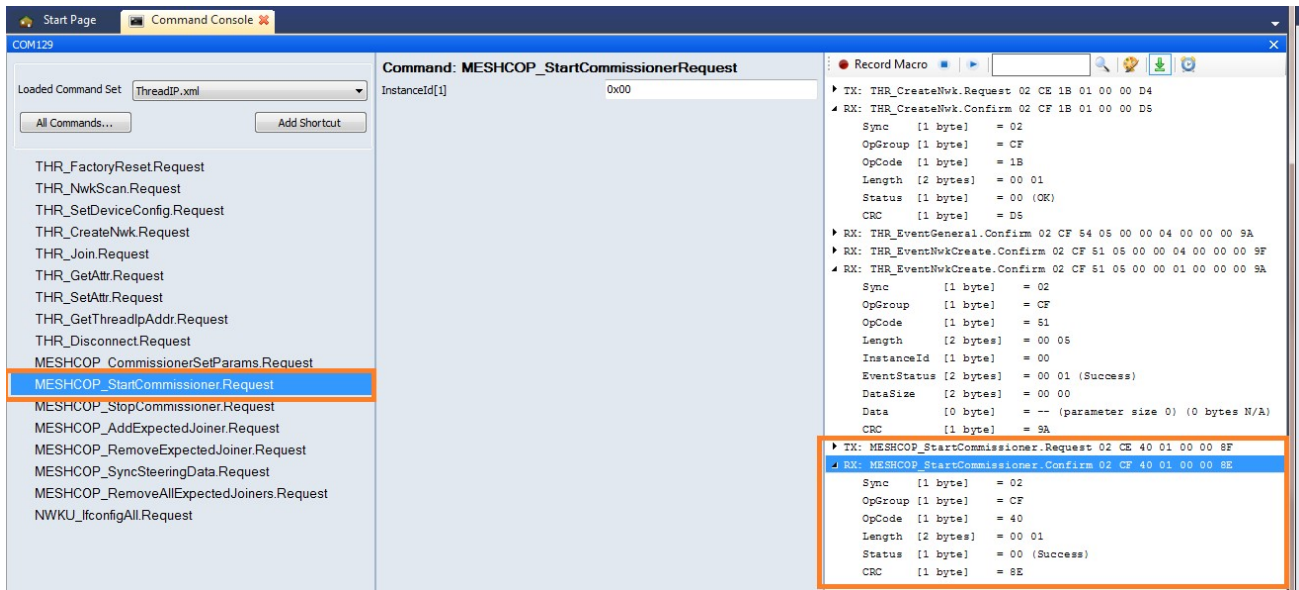 Start Page
Command Console
COM129
Loaded Command Set
ThreadIP.xml
All Commands...
Add Shortcut
THR_FactoryReset.Request
THR_NwkScan.Request
THR_SetDeviceConfig.Request
THR_CreateNwk.Request
THR_Join.Request
THR_GetAttr.Request
THR_SetAttr.Request
THR_GetThreadIpAddr.Request
THR_Disconnect.Request
MESHCOP_CommissionerSetParams.Request
MESHCOP_StartCommissioner.Request
MESHCOP_StopCommissioner.Request
MESHCOP_AddExpectedJoiner.Request
MESHCOP_RemoveExpectedJoiner.Request
MESHCOP_SyncSteeringData.Request
MESHCOP_RemoveAllExpectedJoiners.Request
NWKU_IfconfigAll.Request
Command: MESHCOP_StartCommissionerRequest
InstanceId[1] 0x00
Record Macro
TX: THR_CreateNwk.Request 02 CE 1B 01 00 00 D4
RX: THR_CreateNwk.Confirm 02 CF 1B 01 00 00 D5
Sync [1 byte] = 02
OpGroup [1 byte] = CF
OpCode [1 byte] = 1B
Length [2 bytes] = 00 01
Status [1 byte] = 00 (OK)
CRC [1 byte] = D5
RX: THR_EventGeneral.Confirm 02 CF 54 05 00 00 04 00 00 00 9A
RX: THR_EventNwkCreate.Confirm 02 CF 51 05 00 00 04 00 00 00 9F
RX: THR_EventNwkCreate.Confirm 02 CF 51 05 00 00 01 00 00 00 9A
Sync [1 byte] = 02
OpGroup [1 byte] = CF
OpCode [1 byte] = 51
Length [2 bytes] = 00 05
InstanceId [1 byte] = 00
EventStatus [2 bytes] = 00 01 (Success)
DataSize [2 bytes] = 00 00
Data [0 byte] = -- (parameter size 0) (0 bytes N/A)
CRC [1 byte] = 9A
TX: MESHCOP_StartCommissioner.Request 02 CE 40 01 00 00 8F
RX: MESHCOP_StartCommissioner.Confirm 02 CF 40 01 00 00 8E
Sync [1 byte] = 02
OpGroup [1 byte] = CF
OpCode [1 byte] = 40
Length [2 bytes] = 00 01
Status [1 byte] = 00 (Success)
CRC [1 byte] = 8E